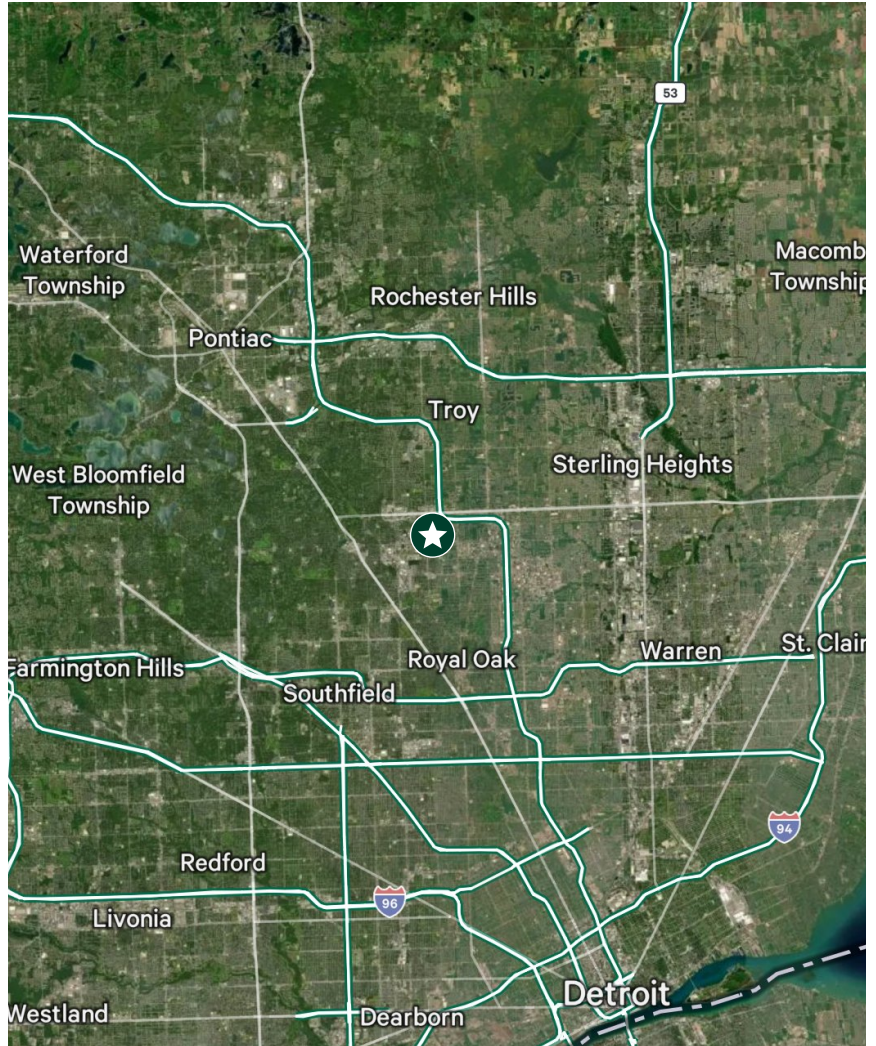 53
Waterford
Township
Macomb
Township
Rochester Hills
Pontiac
Troy
West Bloomfield
Township
Sterling Heights
Farmington Hills
Royal Oak
Warren
St. Clair
Southfield
94
Redford
96
Livonia
Westland
Dearborn
Detroit